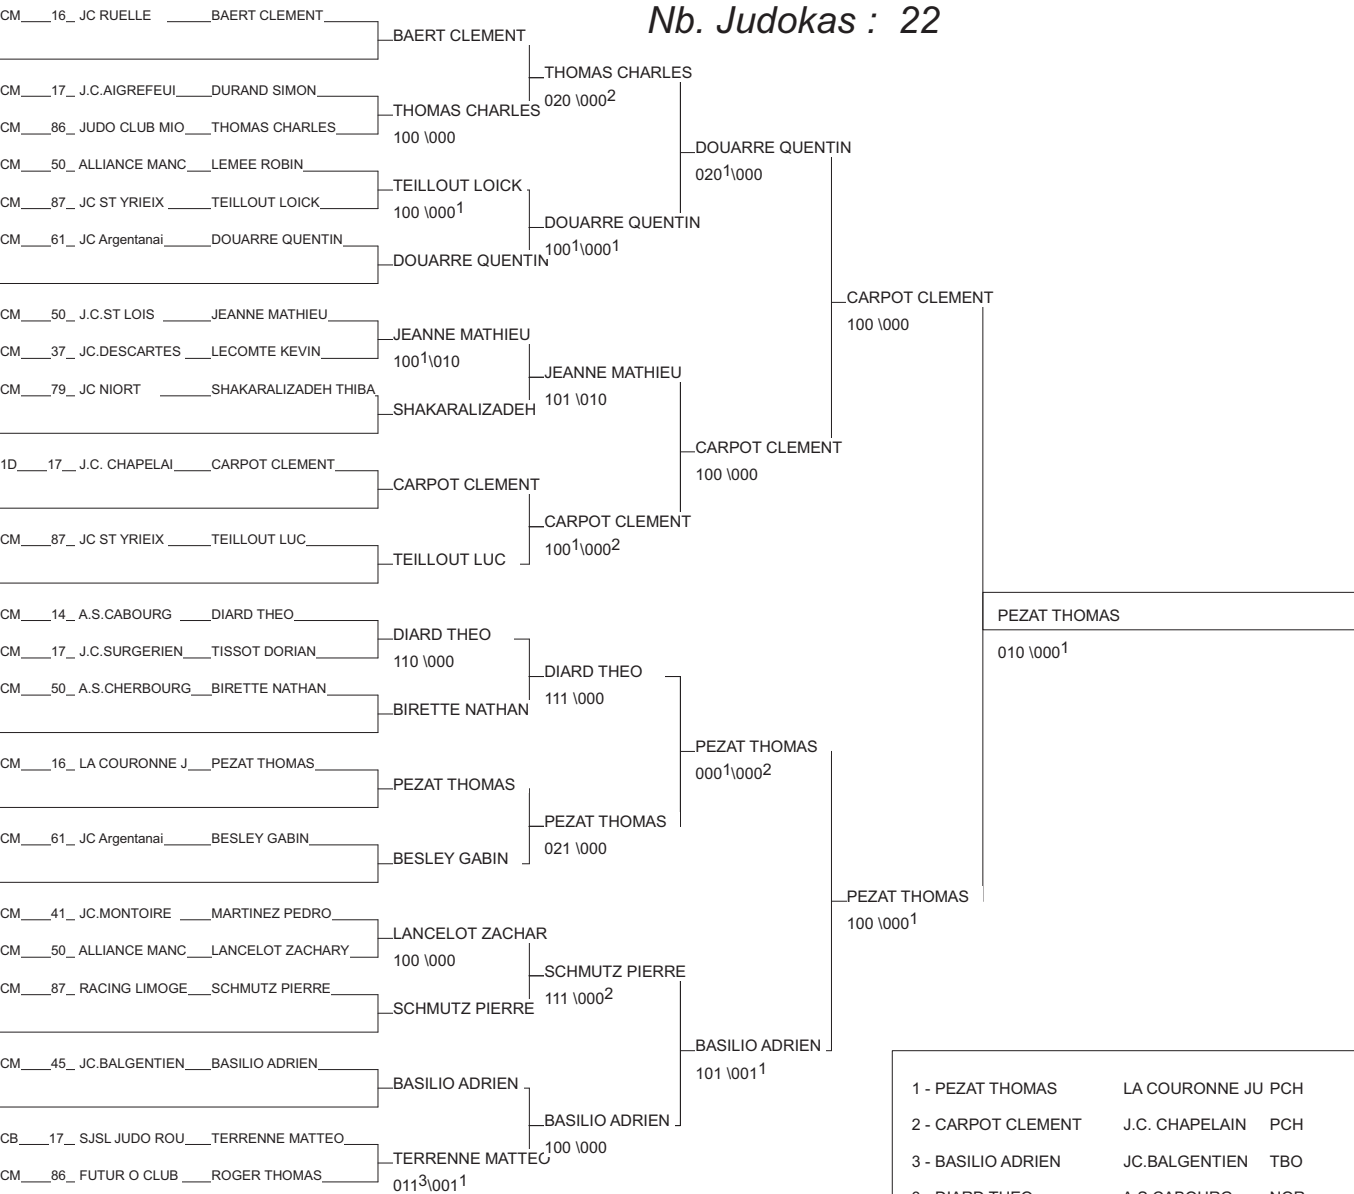 Nb. Judokas : 22
CM 16 JC RUELLE BAERT CLEMENT
CM 17 J.C.AIGREFEUI DURAND SIMON
CM 86 JUDO CLUB MIO THOMAS CHARLES
CM 50 ALLIANCE MANC LEMEE ROBIN
CM 87 JC ST YRIEIX TEILLOUT LOICK
CM 61 JC Argentanai DOUARRE QUENTIN
CM 50 J.C.ST LOIS JEANNE MATHIEU
CM 37 JC.DESCARTES LECOMTE KEVIN
CM 79 JC NIORT SHAKARALIZADEH THIBA
1D 17 J.C. CHAPELAI CARPOT CLEMENT
CM 87 JC ST YRIEIX TEILLOUT LUC
CM 14 A.S.CABOURG DIARD THEO
CM 17 J.C.SURGERIEN TISSOT DORIAN
CM 50 A.S.CHERBOURG BIRETTE NATHAN
CM 16 LA COURONNE J PEZAT THOMAS
CM 61 JC Argentanai BESLEY GABIN
CM 41 JC.MONTOIRE MARTINEZ PEDRO
CM 50 ALLIANCE MANC LANCELOT ZACHARY
CM 87 RACING LIMOGE SCHMUTZ PIERRE
CM 45 JC.BALGENTIEN BASILIO ADRIEN
CB 17 SJSL JUDO ROU TERRENNE MATTEO
CM 86 FUTUR O CLUB ROGER THOMAS
BAERT CLEMENT
THOMAS CHARLES
100 \000
TEILLOUT LOICK
100 \000¹
DOUARRE QUENTIN
JEANNE MATHIEU
100¹\010
SHAKARALIZADEH
CARPOT CLEMENT
TEILLOUT LUC
DIARD THEO
110 \000
BIRETTE NATHAN
PEZAT THOMAS
BESLEY GABIN
LANCELOT ZACHAR
100 \000
SCHMUTZ PIERRE
BASILIO ADRIEN
TERRENNE MATTEO
011³\001¹
THOMAS CHARLES
020 \000²
DOUARRE QUENTIN
100¹\000¹
JEANNE MATHIEU
101 \010
CARPOT CLEMENT
100¹\000²
DIARD THEO
111 \000
PEZAT THOMAS
021 \000
SCHMUTZ PIERRE
111 \000²
BASILIO ADRIEN
100 \000
DOUARRE QUENTIN
020¹\000
CARPOT CLEMENT
100 \000
PEZAT THOMAS
000¹\000²
BASILIO ADRIEN
101 \001¹
CARPOT CLEMENT
100 \000
PEZAT THOMAS
100 \000¹
PEZAT THOMAS
010 \000¹
1 - PEZAT THOMAS LA COURONNE JU PCH
2 - CARPOT CLEMENT J.C. CHAPELAIN PCH
3 - BASILIO ADRIEN JC.BALGENTIEN TBO
3 - DIARD THEO A.S.CABOURG NOR